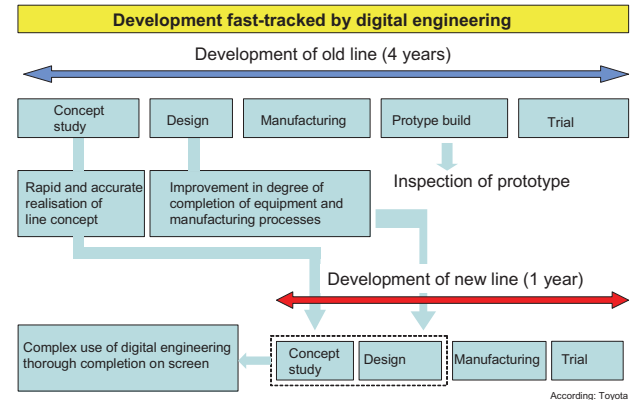 Development fast-tracked by digital engineering
Development of old line (4 years)
Concept
study
Design
Manufacturing
Protype build
Trial
Rapid and accurate
realisation of
line concept
Improvement in degree of
completion of equipment and
manufacturing processes
Inspection of prototype
Development of new line (1 year)
Complex use of digital engineering
thorough completion on screen
Concept
study
Design
Manufacturing
Trial
According: Toyota